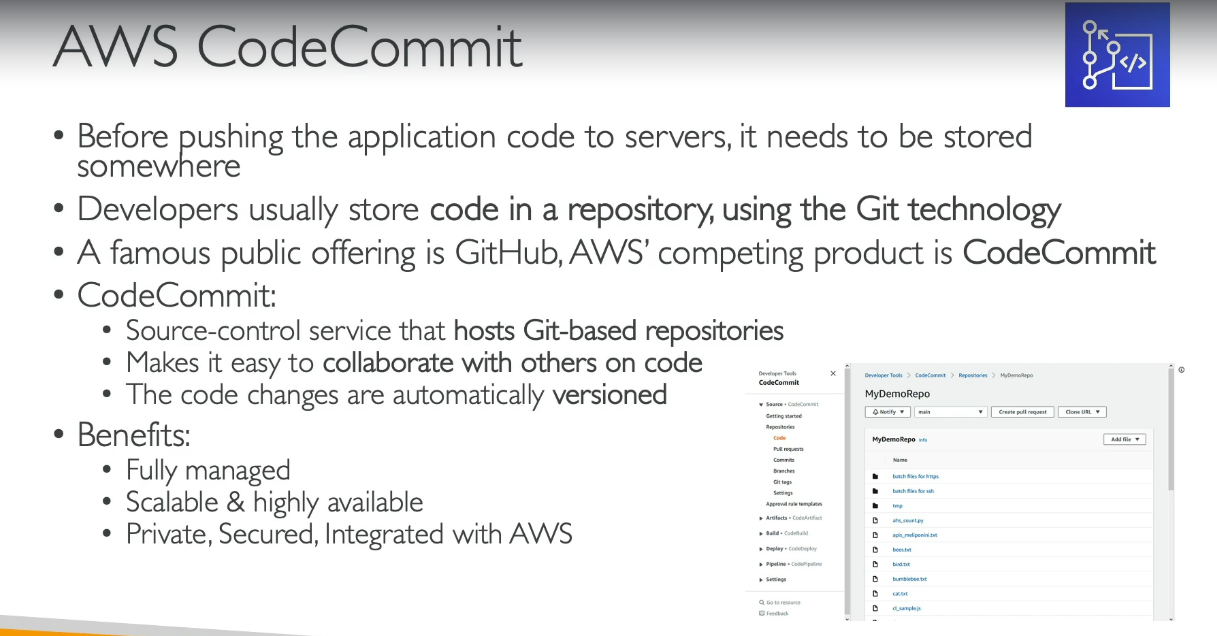 AWS CodeCommit
</>
• Before pushing the application code to servers, it needs to be stored
somewhere
• Developers usually store code in a repository, using the Git technology
• A famous public offering is GitHub, AWS’ competing product is CodeCommit
• CodeCommit:
• Source-control service that hosts Git-based repositories
• Makes it easy to collaborate with others on code
• The code changes are automatically versioned
• Benefits:
• Fully managed
• Scalable & highly available
• Private, Secured, Integrated with AWS
Developer Tools
CodeCommit
Source • CodeCommit
Getting started
Repositories
Code
Pull requests
Commits
Branches
Git tags
Settings
Approval rule templates
Artifacts • CodeArtifact
Build • CodeBuild
Deploy • CodeDeploy
Pipeline • CodePipeline
Settings
Go to resource
Feedback
Developer Tools > CodeCommit > Repositories > MyDemoRepo
MyDemoRepo
Notify main Create pull request Clone URL
MyDemoRepo Info Add file
Name
batch files for https
batch files for ssh
tmp
ahs_count.py
apis_mellponini.txt
bees.txt
bird.txt
bumblebee.txt
cat.txt
cl_sample.js